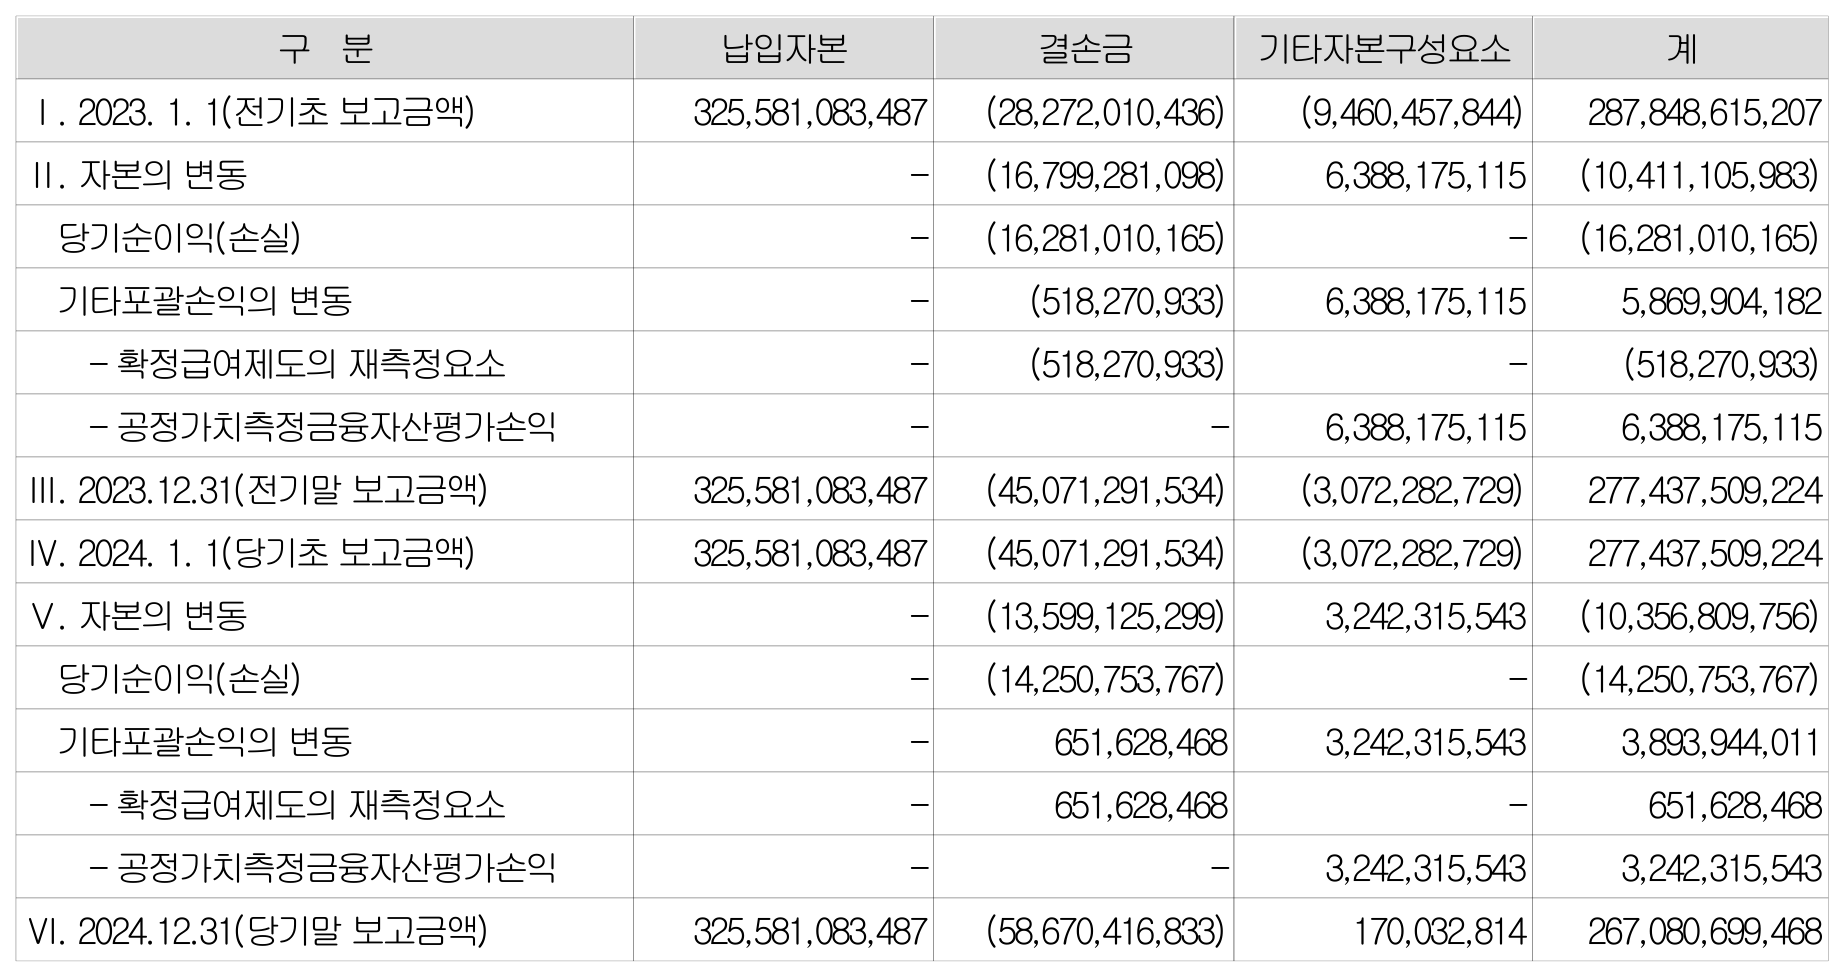 구 분 납입자본 결손금 기타자본구성요소 계
Ⅰ. 2023. 1. 1(전기초 보고금액) 325,581,083,487 (28,272,010,436) (9,460,457,844) 287,848,615,207
Ⅱ. 자본의 변동 – (16,799,281,098) 6,388,175,115 (10,411,105,983)
당기순이익(손실) – (16,281,010,165) – (16,281,010,165)
기타포괄손익의 변동 – (518,270,933) 6,388,175,115 5,869,904,182
– 확정급여제도의 재측정요소 – (518,270,933) – (518,270,933)
– 공정가치측정금융자산평가손익 – – 6,388,175,115 6,388,175,115
Ⅲ. 2023.12.31(전기말 보고금액) 325,581,083,487 (45,071,291,534) (3,072,282,729) 277,437,509,224
Ⅳ. 2024. 1. 1(당기초 보고금액) 325,581,083,487 (45,071,291,534) (3,072,282,729) 277,437,509,224
Ⅴ. 자본의 변동 – (13,599,125,299) 3,242,315,543 (10,356,809,756)
당기순이익(손실) – (14,250,753,767) – (14,250,753,767)
기타포괄손익의 변동 – 651,628,468 3,242,315,543 3,893,944,011
– 확정급여제도의 재측정요소 – 651,628,468 – 651,628,468
– 공정가치측정금융자산평가손익 – – 3,242,315,543 3,242,315,543
Ⅵ. 2024.12.31(당기말 보고금액) 325,581,083,487 (58,670,416,833) 170,032,814 267,080,699,468